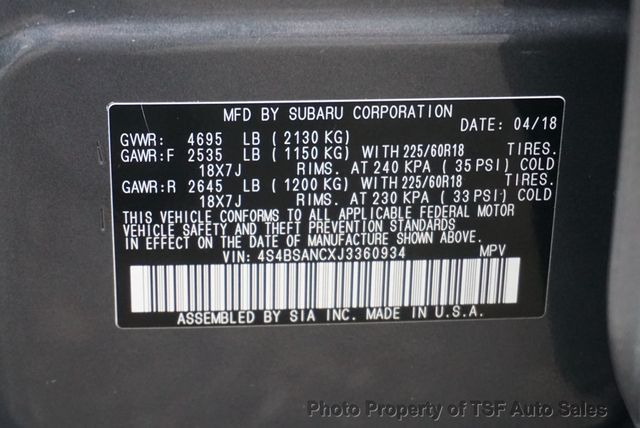 MFD BY SUBARU CORPORATION
DATE: 04/18
GVWR: 4695 LB ( 2130 KG)
GAWR:F 2535 LB ( 1150 KG) WITH 225/60R18 TIRES.
18X7J RIMS. AT 240 KPA ( 35 PSI) COLD
GAWR:R 2645 LB ( 1200 KG) WITH 225/60R18 TIRES.
18X7J RIMS. AT 230 KPA ( 33 PSI) COLD
THIS VEHICLE CONFORMS TO ALL APPLICABLE FEDERAL MOTOR
VEHICLE SAFETY AND THEFT PREVENTION STANDARDS
IN EFFECT ON THE DATE OF MANUFACTURE SHOWN ABOVE.
VIN: 4S4BSANCXJ3360934 MPV
ASSEMBLED BY SIA INC. MADE IN U.S.A.
Photo Property of TSF Auto Sales